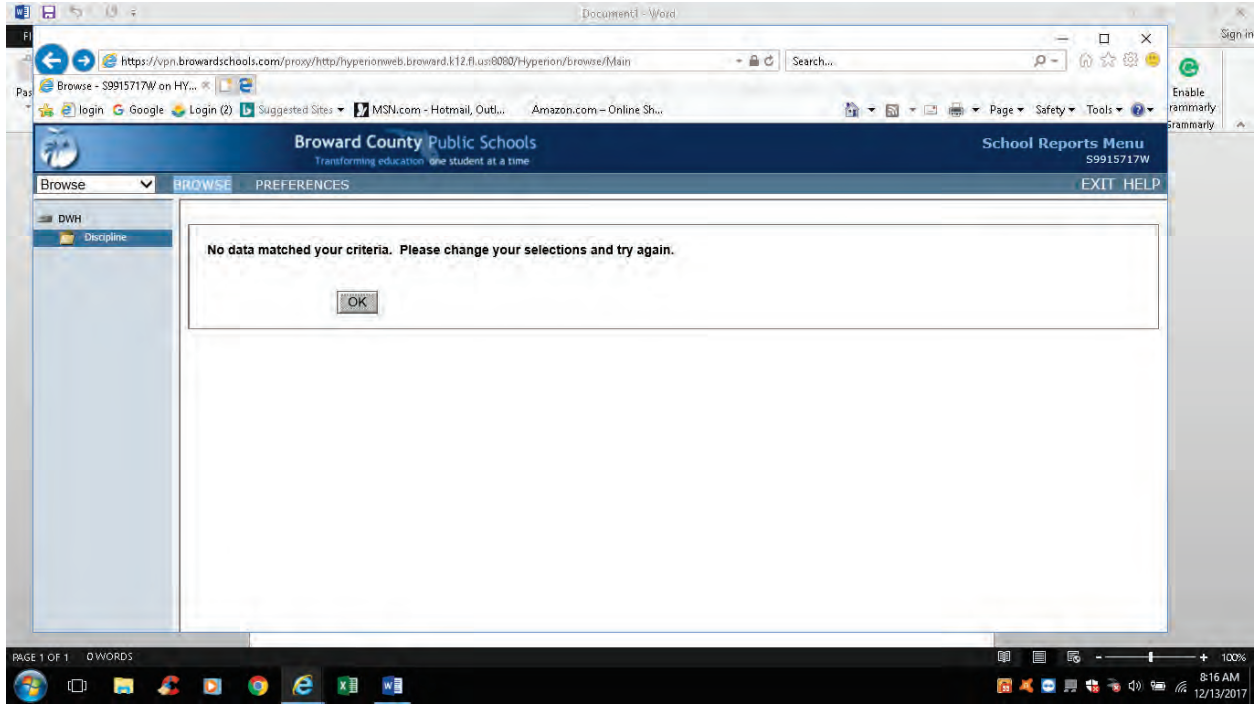 Document1 - Word
FI
Sign in
https://vpn.browardschools.com/proxy/http/hyperionweb.broward.k12.fl.us:8080/Hyperion/browse/Main
Search...
Browse - S9915717W on HY...
Pas
Enable
login Google Login (2) Suggested Sites MSN.com - Hotmail, Outl... Amazon.com – Online Sh...
Page Safety Tools
rammarly
Grammarly
Broward County Public Schools
School Reports Menu
Transforming education one student at a time
S9915717W
Browse BROWSE PREFERENCES
EXIT HELP
DWH
Discipline
No data matched your criteria. Please change your selections and try again.
OK
PAGE 1 OF 1 0 WORDS
100%
8:16 AM
12/13/2017